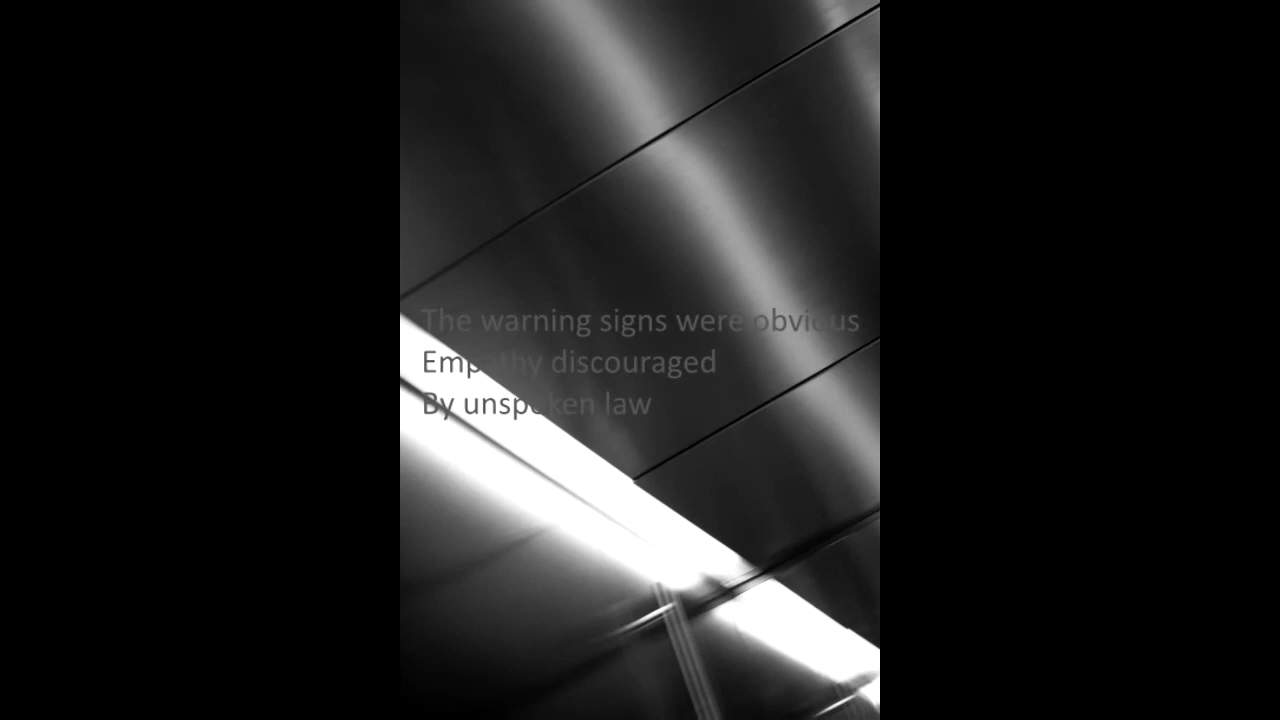 The warning signs were obvious
Empathy discouraged
By unspoken law